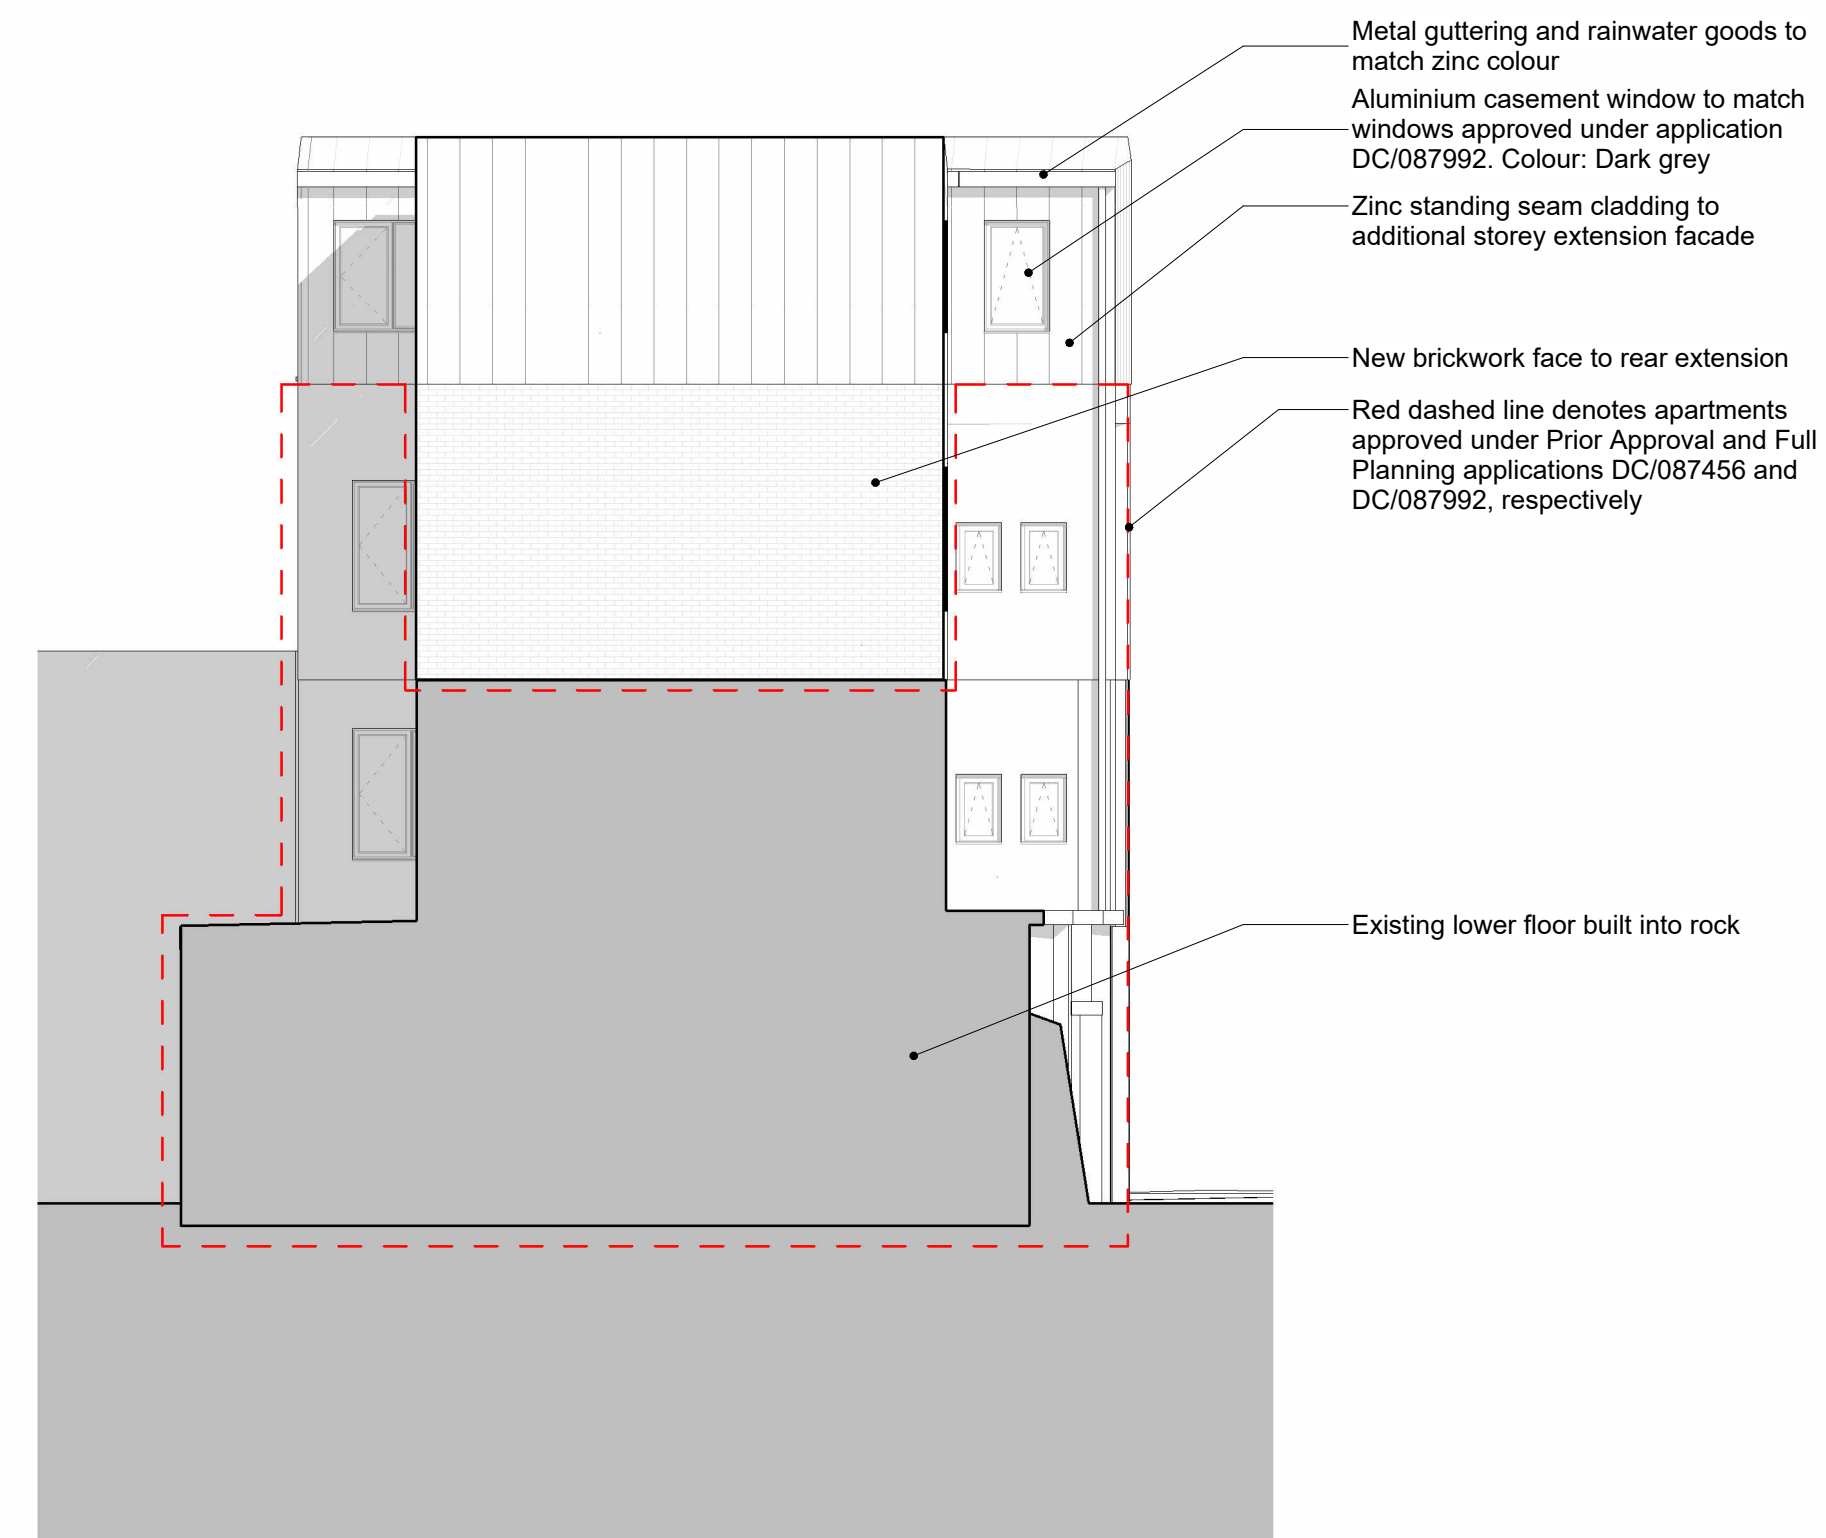 Metal guttering and rainwater goods to
match zinc colour
Aluminium casement window to match
windows approved under application
DC/087992. Colour: Dark grey
Zinc standing seam cladding to
additional storey extension facade
New brickwork face to rear extension
Red dashed line denotes apartments
approved under Prior Approval and Full
Planning applications DC/087456 and
DC/087992, respectively
Existing lower floor built into rock